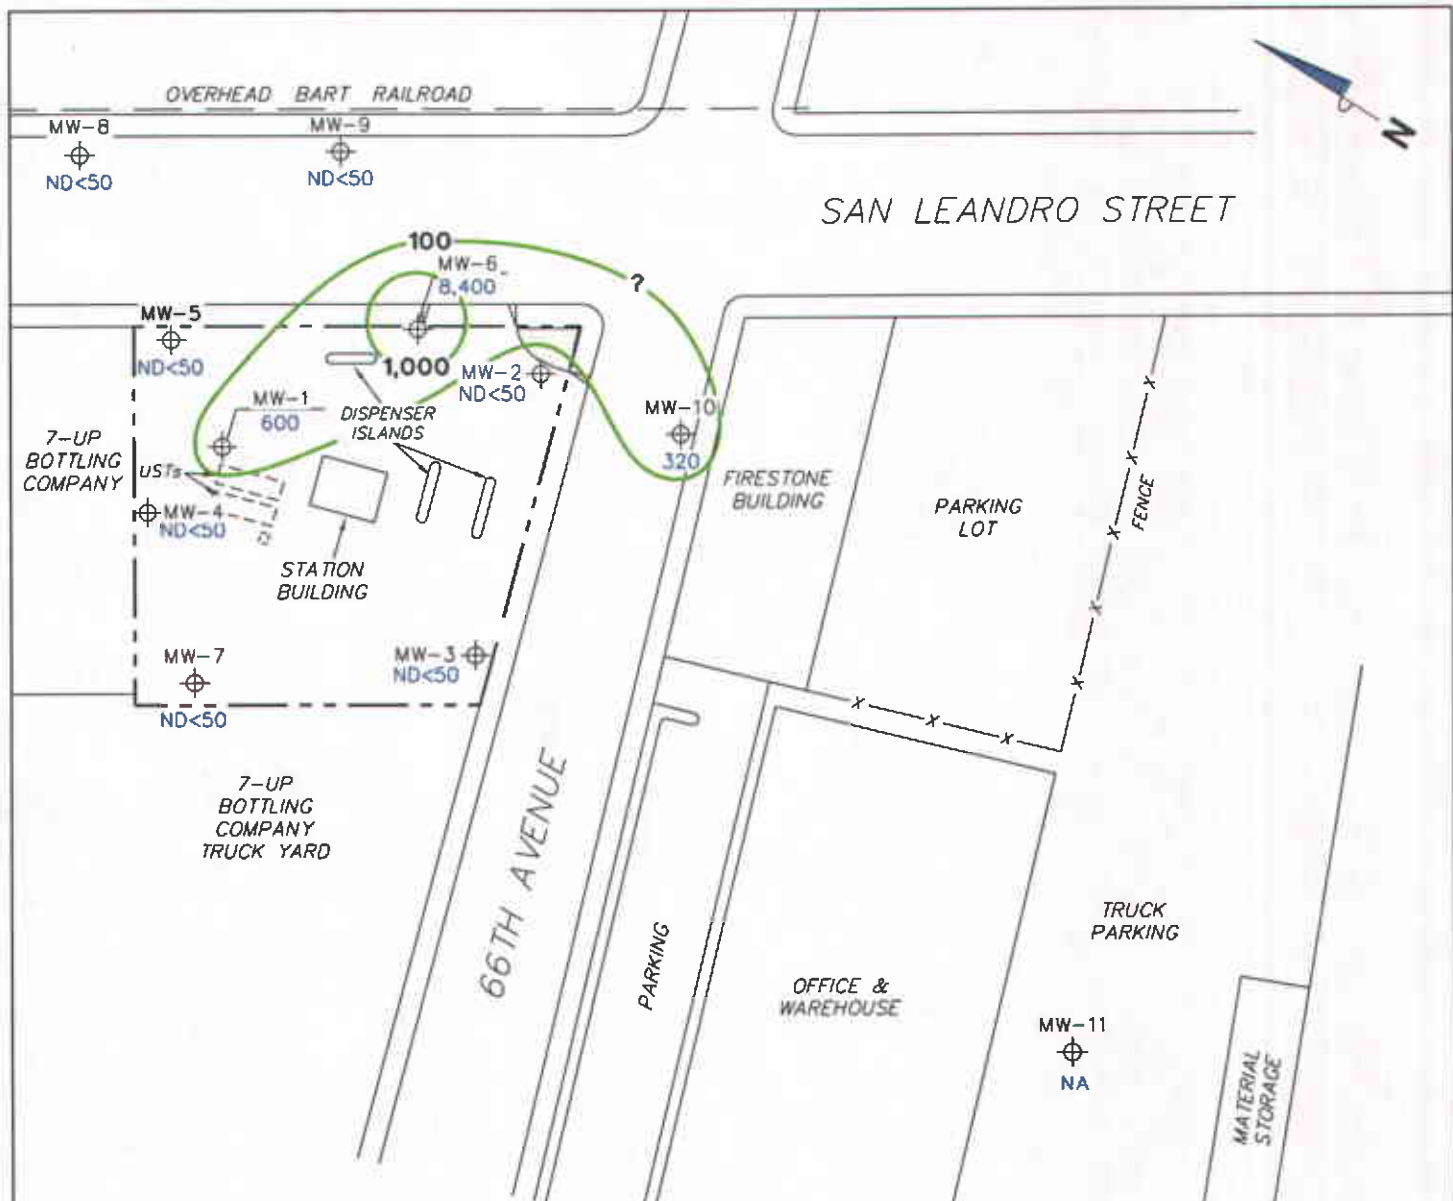 OVERHEAD BART RAILROAD
MW-8
ND<50
MW-9
ND<50
N
SAN LEANDRO STREET
100
MW-6
8,400
?
MW-5
ND<50
1,000
MW-2
ND<50
MW-1
600
DISPENSER
ISLANDS
MW-10
320
7-UP
BOTTLING
COMPANY
USTs
MW-4
ND<50
FIRESTONE
BUILDING
PARKING
LOT
FENCE
x
x
x
x
x
x
x
x
STATION
BUILDING
MW-7
ND<50
MW-3
ND<50
7-UP
BOTTLING
COMPANY
TRUCK YARD
66TH AVENUE
PARKING
OFFICE &
WAREHOUSE
TRUCK
PARKING
MW-11
NA
MATERIAL
STORAGE